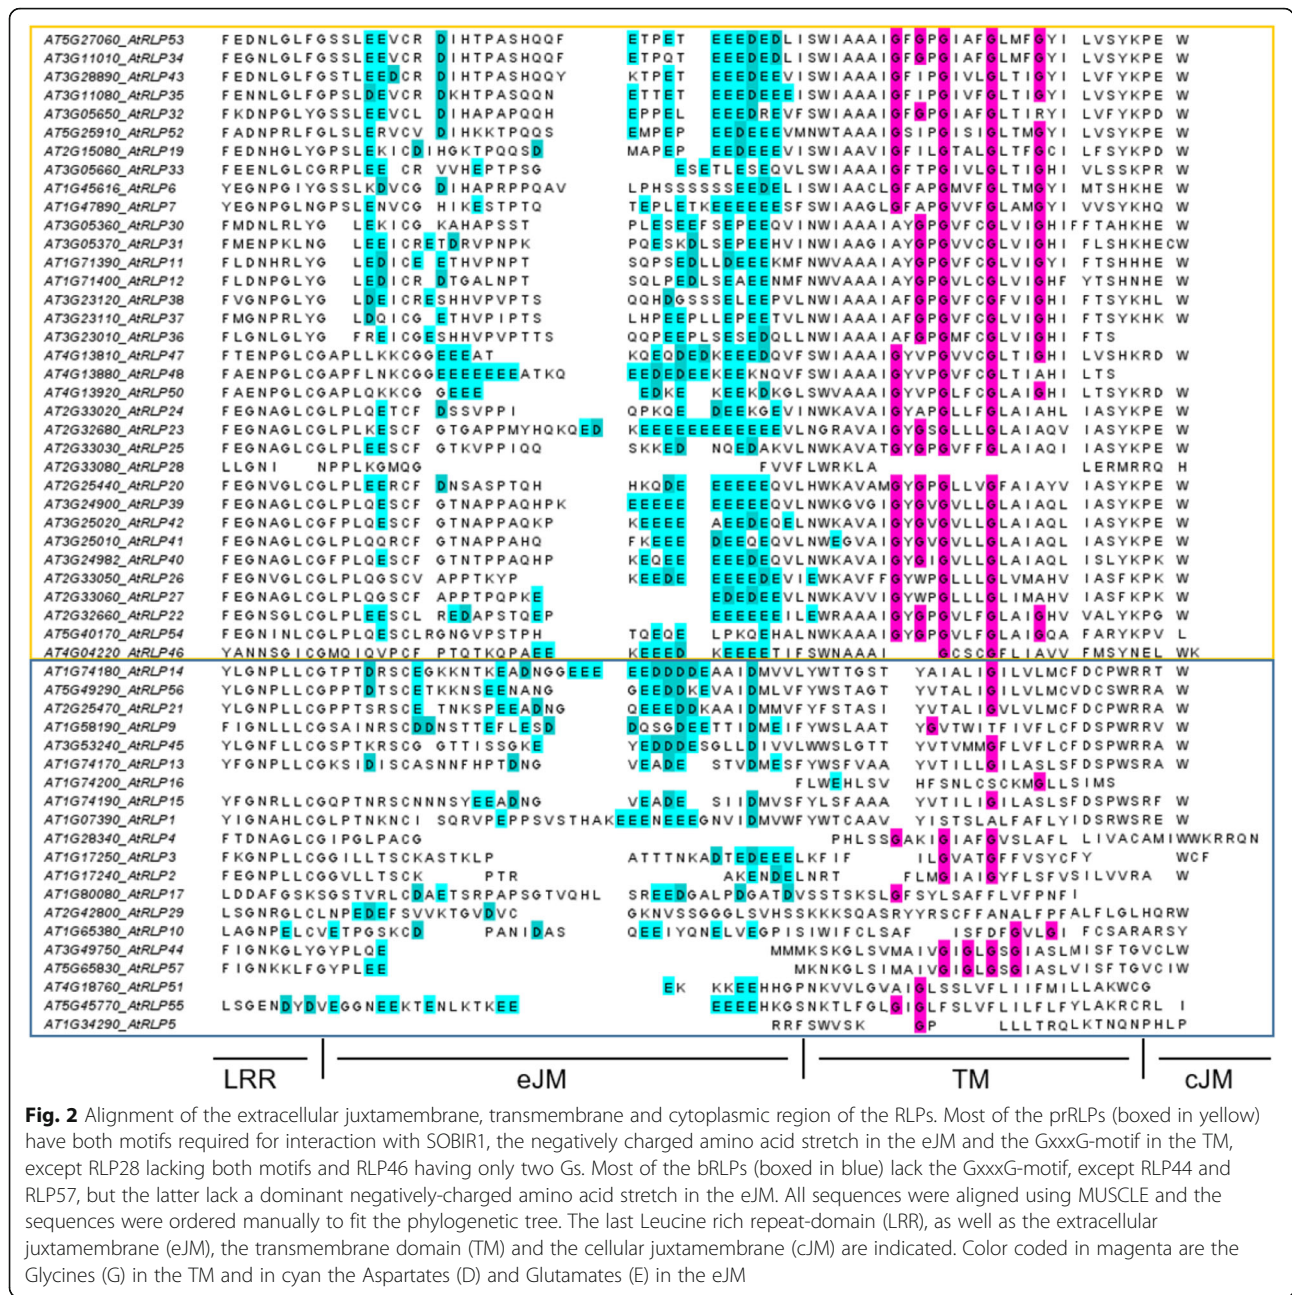 AT5G27060_AtRLP53 FEDNLGLFGSSLEEVCR DIHTPASHQQF ETPET EEEDEDLISWIAAAIGFGPGIAFGLMFGYI LVSYKPE W
AT3G11010_AtRLP34 FEGNLGLFGSSLEEVCR DIHTPASHQQF ETPQT EEEDEDLISWIAAAIGFGPGIAFGLMFGYI LVSYKPE W
AT3G28890_AtRLP43 FEGNLGLFGSTLEEDCR DIHTPASHQQY KTPET EEEDEEVISWIAAAIGFIPGIVLGLTIGYI LVFYKPE W
AT3G11080_AtRLP35 FENNLGLFGPSLDEVCR DKHTPASQQN ETTET EEEDEEEISWIAAAIGFIPGIVFGLTIGYI LVSYKPE W
AT3G05650_AtRLP32 FKDNPGLYGSSLEEVCL DIHAPAPQQH EPPEL EEEDREVFSWIAAAIGFGPGIAFGLTIRYI LVFYKPD W
AT5G25910_AtRLP52 FADNPRLFGLSLERVCV DIHKKTPQQS EMPEP EEDEEEVMNWTAAAIGSIPGISIGLTMGYI LVSYKPE W
AT2G15080_AtRLP19 FEDNHGLYGPSLEKICDIHGKTPQQSD MAPEP EEDEEEVISWIAAVIGFILGTALGLTFGCI LFSYKPD W
AT3G05660_AtRLP33 FEENLGLCGRPLEE CR VVHEPTPSG ESETLESEQVLSWIAAAIGFTPGIVLGLTIGHI VLSSKPR W
AT1G45616_AtRLP6 YEGNPGIYGSSLKDVCG DIHAPRPPQAV LPHSSSSSSEEDELISWIAACLGFAPGMVFGLTMGYI MTSHKHE W
AT1G47890_AtRLP7 YEGNPGLNGPSLENVCG HIKESTPTQ TEPLETKEEEEEESFSWIAAGLGFAPGVVFGLAMGYI VVSYKHQ W
AT3G05360_AtRLP30 FMDNLRLYG LEKICG KAHAPSST PLESEEFSEPEEQVINWIAAAIAYGPGVFCGLVIGHIFFTAHKHE W
AT3G05370_AtRLP31 FMENPKLNG LEEICRETDRVPNPK PQESKDLSEPEEHVINWIAAGIAYGPGVVCGLVIGHI FLSHKHECW
AT1G71390_AtRLP11 FLDNHRLYG LEDICE ETHVPNPT SQPSEDLLDEEEKMFNWVAAAIAYGPGVFCGLVIGYI FTSHHHE W
AT1G71400_AtRLP12 FLDNPGLYG LEDICR DTGALNPT SQLPEDLSEAEENMFNWVAAAIAYGPGVLCGLVIGHF YTSHNHE W
AT3G23120_AtRLP38 FVGNPGLYG LDEICRESHHVPVPTS QQHDGSSSELEEPVLNWIAAAIAFGPGVFCGFVIGHI FTSYKHL W
AT3G23110_AtRLP37 FMGNPRLYG LDQICG ETHVPIPTS LHPEEPLLEPEETVLNWIAAAIAFGPGVFCGLVIGHI FTSYKHK W
AT3G23010_AtRLP36 FLGNLGLYG FREICGESHHVPVPTTS QQPEEPLSESEDQLLNWIAAAIAFGPGMFCGLVIGHI FTS
AT4G13810_AtRLP47 FTENPGLCGAPLLKKCGGEEEAT KQEQDEDKEEEDQVFSWIAAAIGYVPGVVCGLTIGHI LVSHKRD W
AT4G13880_AtRLP48 FAENPGLCGAPFLNKCGGEEEEEEEATKQ EEDEDEEKEEKNQVFSWIAAAIGYVPGVFCGLTIAHI LTS
AT4G13920_AtRLP50 FAENPGLCGAPLQKKCG GEEE EDKE KEEKDKGLSWVAAAIGYVPGLFCGLAIGHI LTSYKRD W
AT2G33020_AtRLP24 FEGNAGLCGLPLQETCF DSSVPPI QPKQE DEEKGEVINWKAVAIGYAPGLLFGLAIAHL IASYKPE W
AT2G32680_AtRLP23 FEGNAGLCGLPLKESCF GTGAPPMYHQKQED KEEEEEEEEEEEVLNGRAVAIGYGSGLLLGLAIAQV IASYKPE W
AT2G33030_AtRLP25 FEGNAGLCGLPLEESCF GTKVPPIQQ SKKED NQEDAKVLNWKAVATGYGPGVFFGLAIAQI IASYKPE W
AT2G33080_AtRLP28 LLGNI NPPLKGMQG FVVFLWRKLA LERMRRQ H
AT2G25440_AtRLP20 FEGNVGLCGLPLEERCF DNSASPTQH HKQDE EEEEEQVLHWKAVAMGYGPGLLVGFAIAYV IASYKPE W
AT3G24900_AtRLP39 FEGNAGLCGLPLQESCF GTNAPPAQHPK EEEEE EEEEEQVLNWKGVGIGYGVGVLLGLAIAQL IASYKPE W
AT3G25020_AtRLP42 FEGNAGLCGFPLQESCF GTNAPPAQKP KEEEE AEEDEQELNWKAVAIGYGVGVLLGLAIAQL IASYKPE W
AT3G25010_AtRLP41 FEGNAGLCGLPLQQRCF GTNAPPAHQ FKEEE DEEQEQVLNWEGVAIGYGVGVLLGLAIAQL IASYKPE W
AT3G24982_AtRLP40 FEGNAGLCGFPLQESCF GTNTPPAQHP KEQEE EEDEEQVLNWKAVAIGYGIGVLLGLAIAQL ISLYKPK W
AT2G33050_AtRLP26 FEGNVGLCGLPLQGSCV APPTKYP KEEDE EEEEDEVIEWKAVFFGYWPGLLLGLVMAHV IASFKPK W
AT2G33060_AtRLP27 FEGNAGLCGLPLQGSCF APPTPQPKE EDEDEEVLNWKAVVIGYWPGLLLGLIMAHV IASFKPK W
AT2G32660_AtRLP22 FEGNSGLCGLPLEESCL REDAPSTQEP EEEEEEILEWRAAAIGYGPGVLFGLAIGHV VALYKPG W
AT5G40170_AtRLP54 FEGNINLCGLPLQESCLRGNGVPSTPH TQEQE LPKQEHALNWKAAAIGYGPGVLFGLAIGQA FARYKPV L
AT4G04220_AtRLP46 YANNSGICGMQIQVPCF PTQTKQPAEE KEEED KEEEETIFSWNAAAI GCSCGFLIAVV FMSYNEL WK
AT1G74180_AtRLP14 YLGNPLLCGTPTDRSCEGKKNTKEADNGGEEE EEDDDDEAAIDMVVLYWTTGST YAIALIGILVLMCFDCPWRRT W
AT5G49290_AtRLP56 YLGNPLLCGPPTDTSCETKKNSEENANG GEEDDKEVAIDMLVLFYWSTAGT YVTALIGILVLMCVDCSWRRA W
AT2G25470_AtRLP21 YLGNPLLCGPPTSRSCE TNKSPEEADNG QEEEDDKAAIDMMVFYFSTASI YVTALIGVLVLMCFDCPWRRA W
AT1G58190_AtRLP9 FIGNLLLCGSAINRSCDDNSTTEFLESD DQSGDEETTIDMEIFYWSLAAT YGVTWITFIVFLCFDSPWRRV W
AT3G53240_AtRLP45 YLGNFLLCGSPTKRSCG GTTISSGKE YEDDDESGLLDIVVLWWSLGTT YVTVMMGFLVFLCFDSPWRRA W
AT1G74170_AtRLP13 YFGNPLLCGKSIDISCASNNFHPTDNG VEADE STVDMESFYWSFVAA YVTILLGILASLSFDSPWSRA W
AT1G74200_AtRLP16 FLWEHLSV HFSNLCSCKMGLLSIMS
AT1G74190_AtRLP15 YFGNRLLCGQPTNRSCNNNSYEEADNG VEADE SIIDMVSFYLSFAAA YVTILIGILASLSFDSPWSRF W
AT1G07390_AtRLP1 YIGNAHLCGLPTNKNCI SQRVPEPPSVSTHAKEEENEEEGNVIDMVWFYWTCAAV YISTSLALFAFLYIDSRWSRE W
AT1G28340_AtRLP4 FTDNAGLCGIPGLPACG PHLSSGAKIGIAFGVSLAFL LIVACAMIWWKRRQN
AT1G17250_AtRLP3 FKGNPLLCGGILLTSCKASTKLP ATTTNKADTEDEEELKFIF ILGVATGFFVSYCFY WCF
AT1G17240_AtRLP2 FEGNPLLCGGVLLTSCK PTR AKENDELNRT FLMGIAIGYFLSFVSILVVRA W
AT1G80080_AtRLP17 LDDAFGSKSGSTVRLCDAETSRPAPSGTVQHL SREEDGALPDGATDVSSTSKSLGFSYLSAFFLVFPNFI
AT2G42800_AtRLP29 LSGNRGLCLNPEDEFSVVKTGVDVC GKNVSSGGGLSVHSSKKKSQASRYYRSCFFANALFPFALFLGLHQRW
AT1G65380_AtRLP10 LAGNPELCVETPGSKCD PANIDAS QEEIYQNELVEGPISIWIFCLSAF ISFDFGVLGI FCSARARSY
AT3G49750_AtRLP44 FIGNKGLYGYPLQE MMMKSKGLSVMAIVGIGLGSGIASLMISFTGVCLW
AT5G65830_AtRLP57 FIGNKKLFGYPLEE MKNKGLSIMAIVGIGLGSGIASLVISFTGVCIW
AT4G18760_AtRLP51 EK KKEEHHGPNKVVLGVAIGLSSLVFLIIFMILLAKWCG
AT5G45770_AtRLP55 LSGENDYDVEGGNEEKTENLKTKEE EEEEHKGSNKTLFGLGIGLFSLVFLILFLFYLAKRCRL I
AT1G34290_AtRLP5 RRFSWVSK GP LLLTRQLKTNQNPHLP
LRR eJM TM cJM
Fig. 2 Alignment of the extracellular juxtamembrane, transmembrane and cytoplasmic region of the RLPs. Most of the prRLPs (boxed in yellow)
have both motifs required for interaction with SOBIR1, the negatively charged amino acid stretch in the eJM and the GxxxG-motif in the TM,
except RLP28 lacking both motifs and RLP46 having only two Gs. Most of the bRLPs (boxed in blue) lack the GxxxG-motif, except RLP44 and
RLP57, but the latter lack a dominant negatively-charged amino acid stretch in the eJM. All sequences were aligned using MUSCLE and the
sequences were ordered manually to fit the phylogenetic tree. The last Leucine rich repeat-domain (LRR), as well as the extracellular
juxtamembrane (eJM), the transmembrane domain (TM) and the cellular juxtamembrane (cJM) are indicated. Color coded in magenta are the
Glycines (G) in the TM and in cyan the Aspartates (D) and Glutamates (E) in the eJM